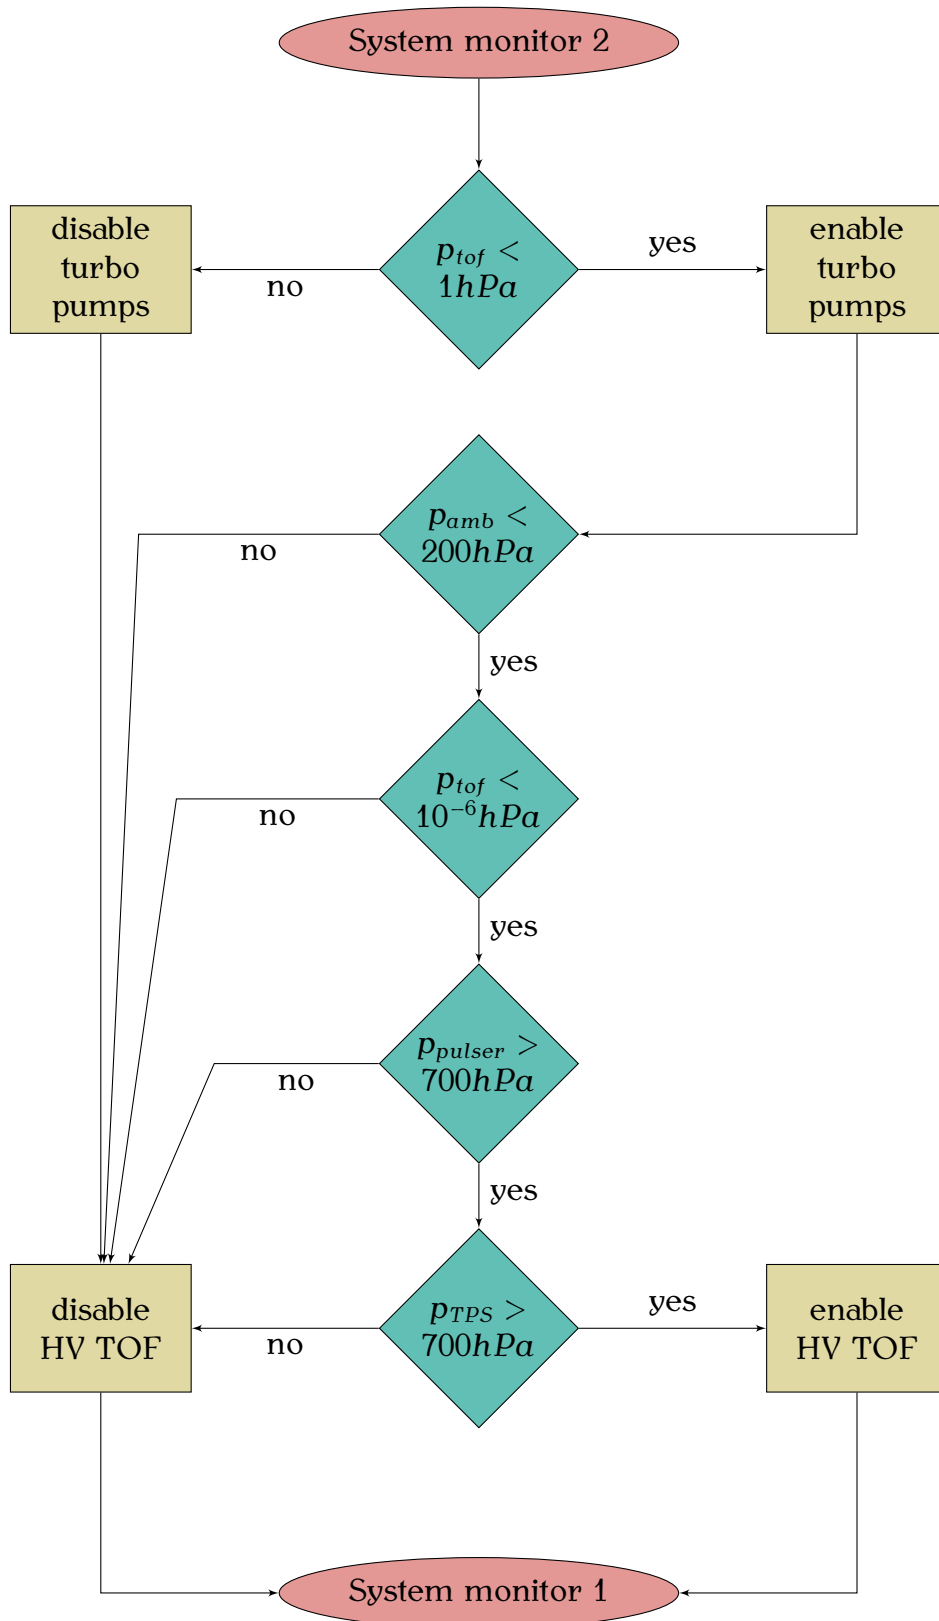 System monitor 2
disable
turbo
pumps
no
p_tof <
1hPa
yes
enable
turbo
pumps
no
p_amb <
200hPa
yes
no
p_tof <
10⁻⁶hPa
yes
no
p_pulser >
700hPa
yes
disable
HV TOF
no
p_TPS >
700hPa
yes
enable
HV TOF
System monitor 1